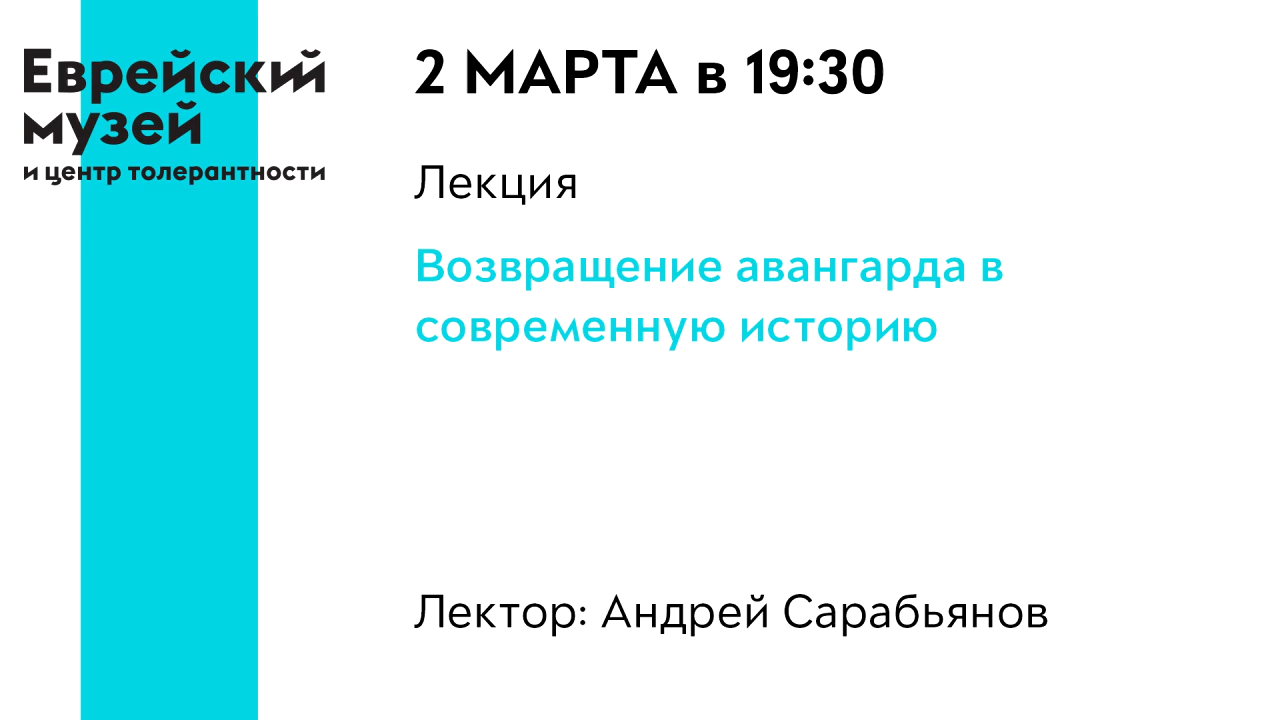 Еврейский
музей
и центр толерантности
2 МАРТА в 19:30
Лекция
Возвращение авангарда в
современную историю
Лектор: Андрей Сарабьянов